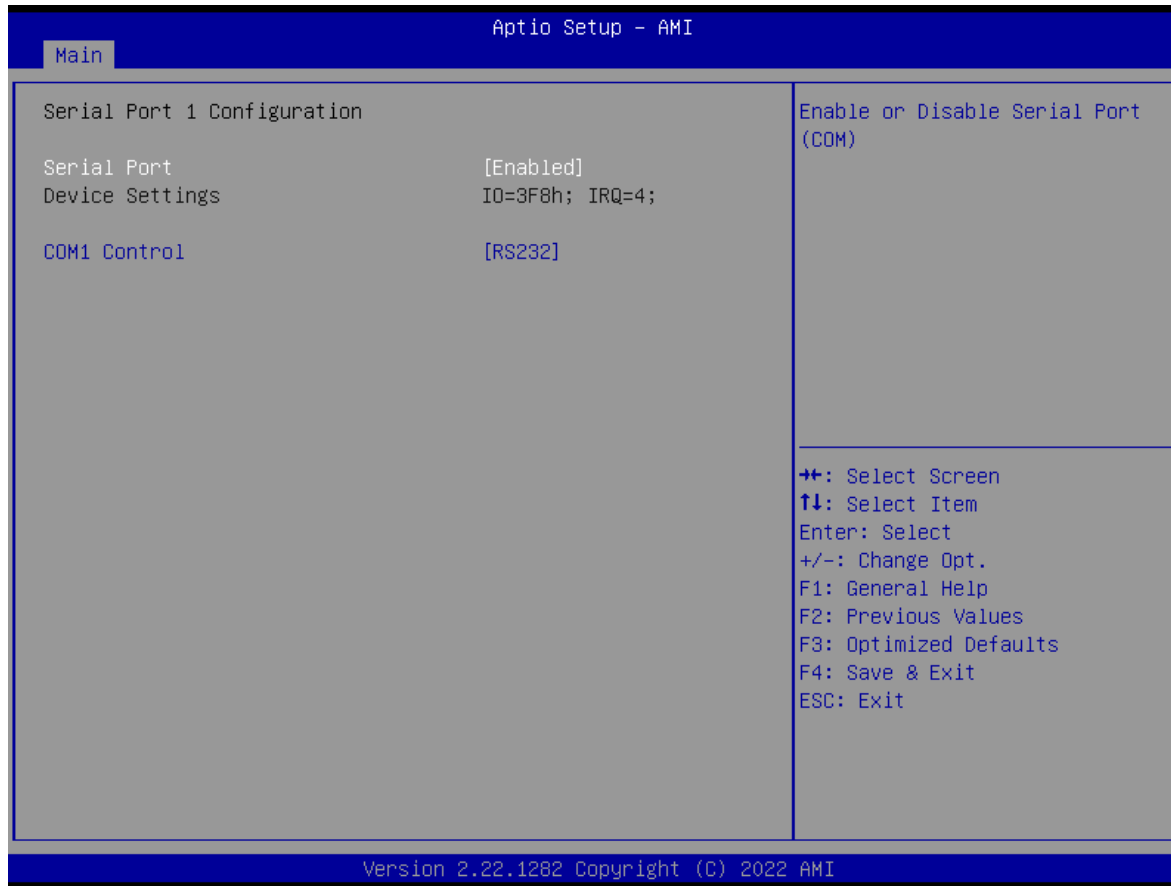 Aptio Setup – AMI
Main
Serial Port 1 Configuration
Serial Port [Enabled]
Device Settings IO=3F8h; IRQ=4;
COM1 Control [RS232]
Enable or Disable Serial Port
(COM)
→←: Select Screen
↑↓: Select Item
Enter: Select
+/-: Change Opt.
F1: General Help
F2: Previous Values
F3: Optimized Defaults
F4: Save & Exit
ESC: Exit
Version 2.22.1282 Copyright (C) 2022 AMI